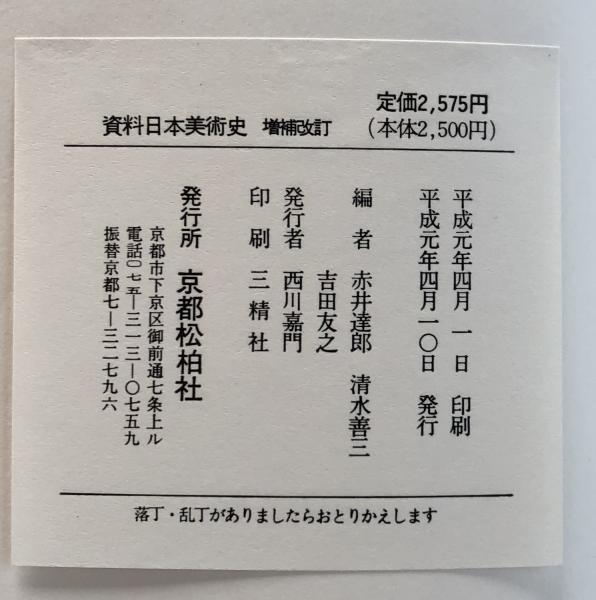 定価2,575円
資料日本美術史 増補改訂 (本体2,500円)
平成元年四月 一 日 印刷
平成元年四月一〇日 発行
編 者 赤井達郎 清水善三
吉田友之
発行者 西川嘉門
印 刷 三精社
発行所 京都松柏社
京都市下京区御前通七条上ル
電話〇七五―三一三―〇七五九
振替京都七―三二七九六
落丁・乱丁がありましたらおとりかえします